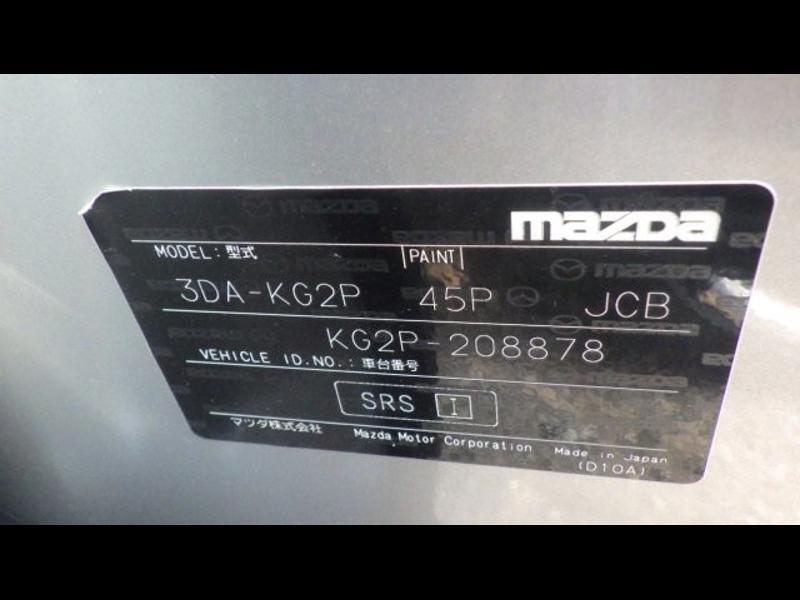 mazda
MODEL:型式 PAINT
3DA-KG2P 45P JCB
KG2P-208878
VEHICLE ID.NO.:車台番号
SRS I
マツダ株式会社 Mazda Motor Corporation Made in Japan
(D10A)